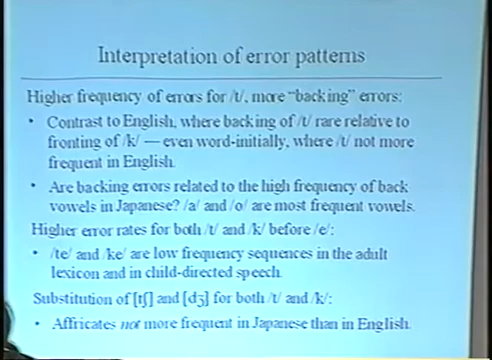 Interpretation of error patterns
Higher frequency of errors for /t/, more "backing" errors:
• Contrast to English, where backing of /t/ rare relative to
fronting of /k/ — even word-initially, where /t/ not more
frequent in English.
• Are backing errors related to the high frequency of back
vowels in Japanese? /a/ and /o/ are most frequent vowels.
Higher error rates for both /t/ and /k/ before /e/:
• /te/ and /ke/ are low frequency sequences in the adult
lexicon and in child-directed speech.
Substitution of [tʃ] and [dʒ] for both /t/ and /k/:
• Affricates not more frequent in Japanese than in English.